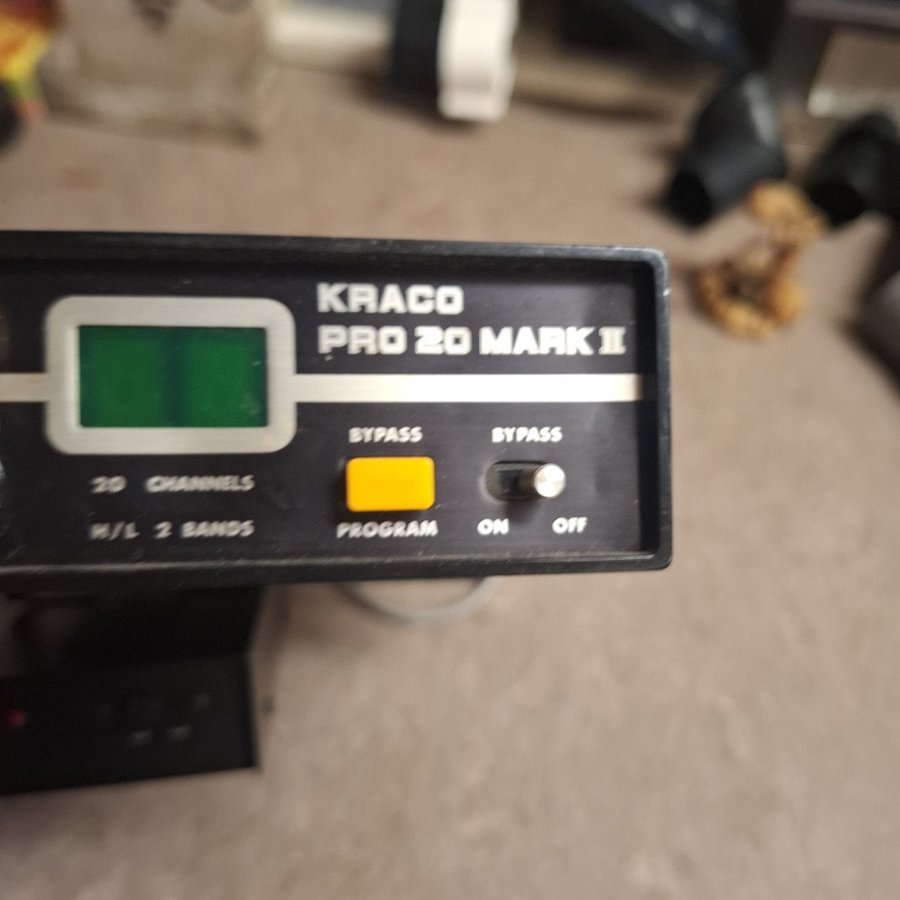 KRACO
PRO 20 MARK II
BYPASS BYPASS
20 CHANNELS
H/L 2 BANDS
PROGRAM ON OFF